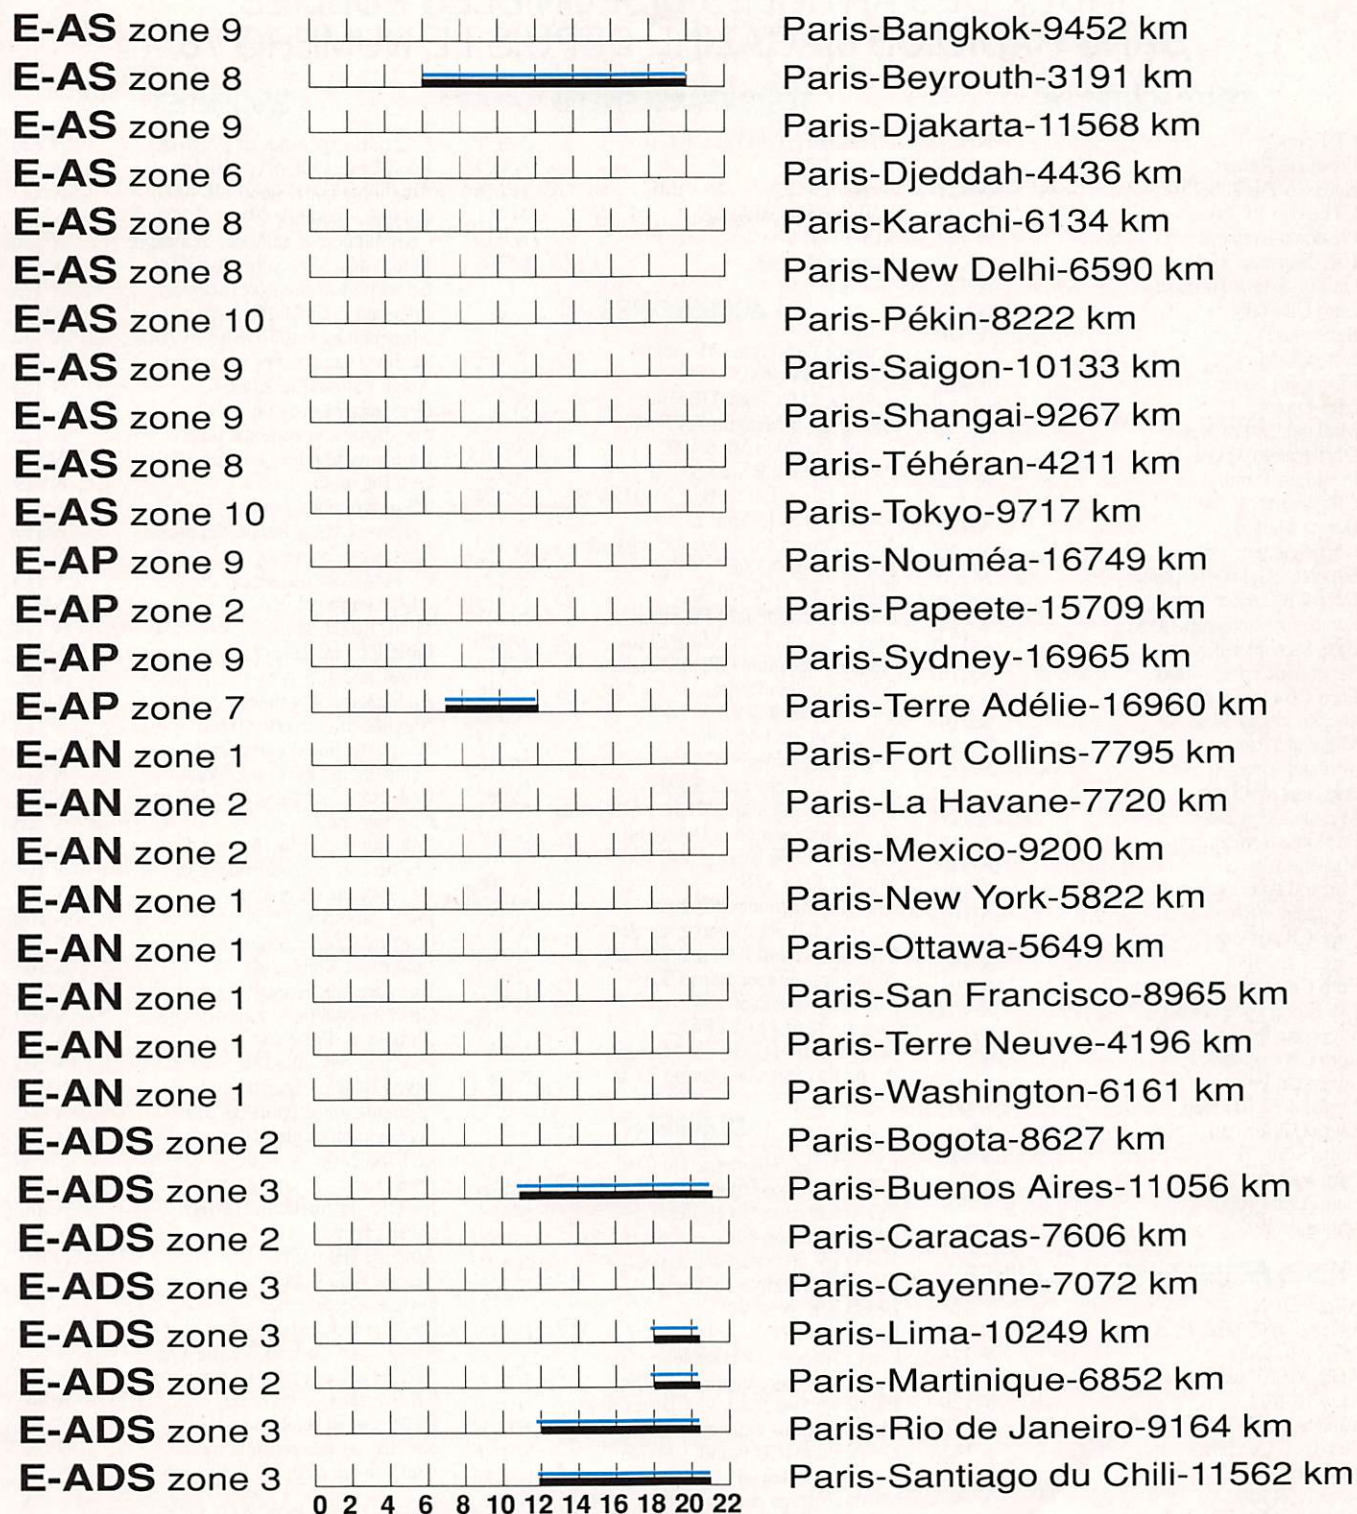 E-AS zone 9 Paris-Bangkok-9452 km
E-AS zone 8 Paris-Beyrouth-3191 km
E-AS zone 9 Paris-Djakarta-11568 km
E-AS zone 6 Paris-Djeddah-4436 km
E-AS zone 8 Paris-Karachi-6134 km
E-AS zone 8 Paris-New Delhi-6590 km
E-AS zone 10 Paris-Pékin-8222 km
E-AS zone 9 Paris-Saigon-10133 km
E-AS zone 9 Paris-Shangai-9267 km
E-AS zone 8 Paris-Téhéran-4211 km
E-AS zone 10 Paris-Tokyo-9717 km
E-AP zone 9 Paris-Nouméa-16749 km
E-AP zone 2 Paris-Papeete-15709 km
E-AP zone 9 Paris-Sydney-16965 km
E-AP zone 7 Paris-Terre Adélie-16960 km
E-AN zone 1 Paris-Fort Collins-7795 km
E-AN zone 2 Paris-La Havane-7720 km
E-AN zone 2 Paris-Mexico-9200 km
E-AN zone 1 Paris-New York-5822 km
E-AN zone 1 Paris-Ottawa-5649 km
E-AN zone 1 Paris-San Francisco-8965 km
E-AN zone 1 Paris-Terre Neuve-4196 km
E-AN zone 1 Paris-Washington-6161 km
E-ADS zone 2 Paris-Bogota-8627 km
E-ADS zone 3 Paris-Buenos Aires-11056 km
E-ADS zone 2 Paris-Caracas-7606 km
E-ADS zone 3 Paris-Cayenne-7072 km
E-ADS zone 3 Paris-Lima-10249 km
E-ADS zone 2 Paris-Martinique-6852 km
E-ADS zone 3 Paris-Rio de Janeiro-9164 km
E-ADS zone 3 Paris-Santiago du Chili-11562 km
0 2 4 6 8 10 12 14 16 18 20 22